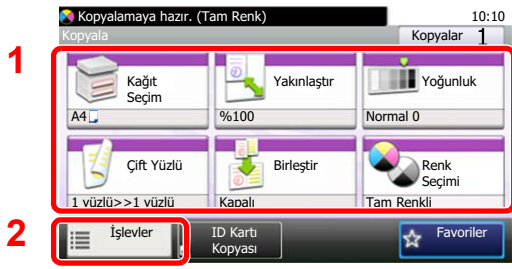 Kopyalamaya hazır. (Tam Renk) 10:10
Kopyala Kopyalar 1
1
Kağıt Seçim
Yakınlaştır
Yoğunluk
A4 %100 Normal 0
Çift Yüzlü
Birleştir
Renk Seçimi
1 yüzlü>>1 yüzlü Kapalı Tam Renkli
2
İşlevler
ID Kartı
Kopyası
Favoriler